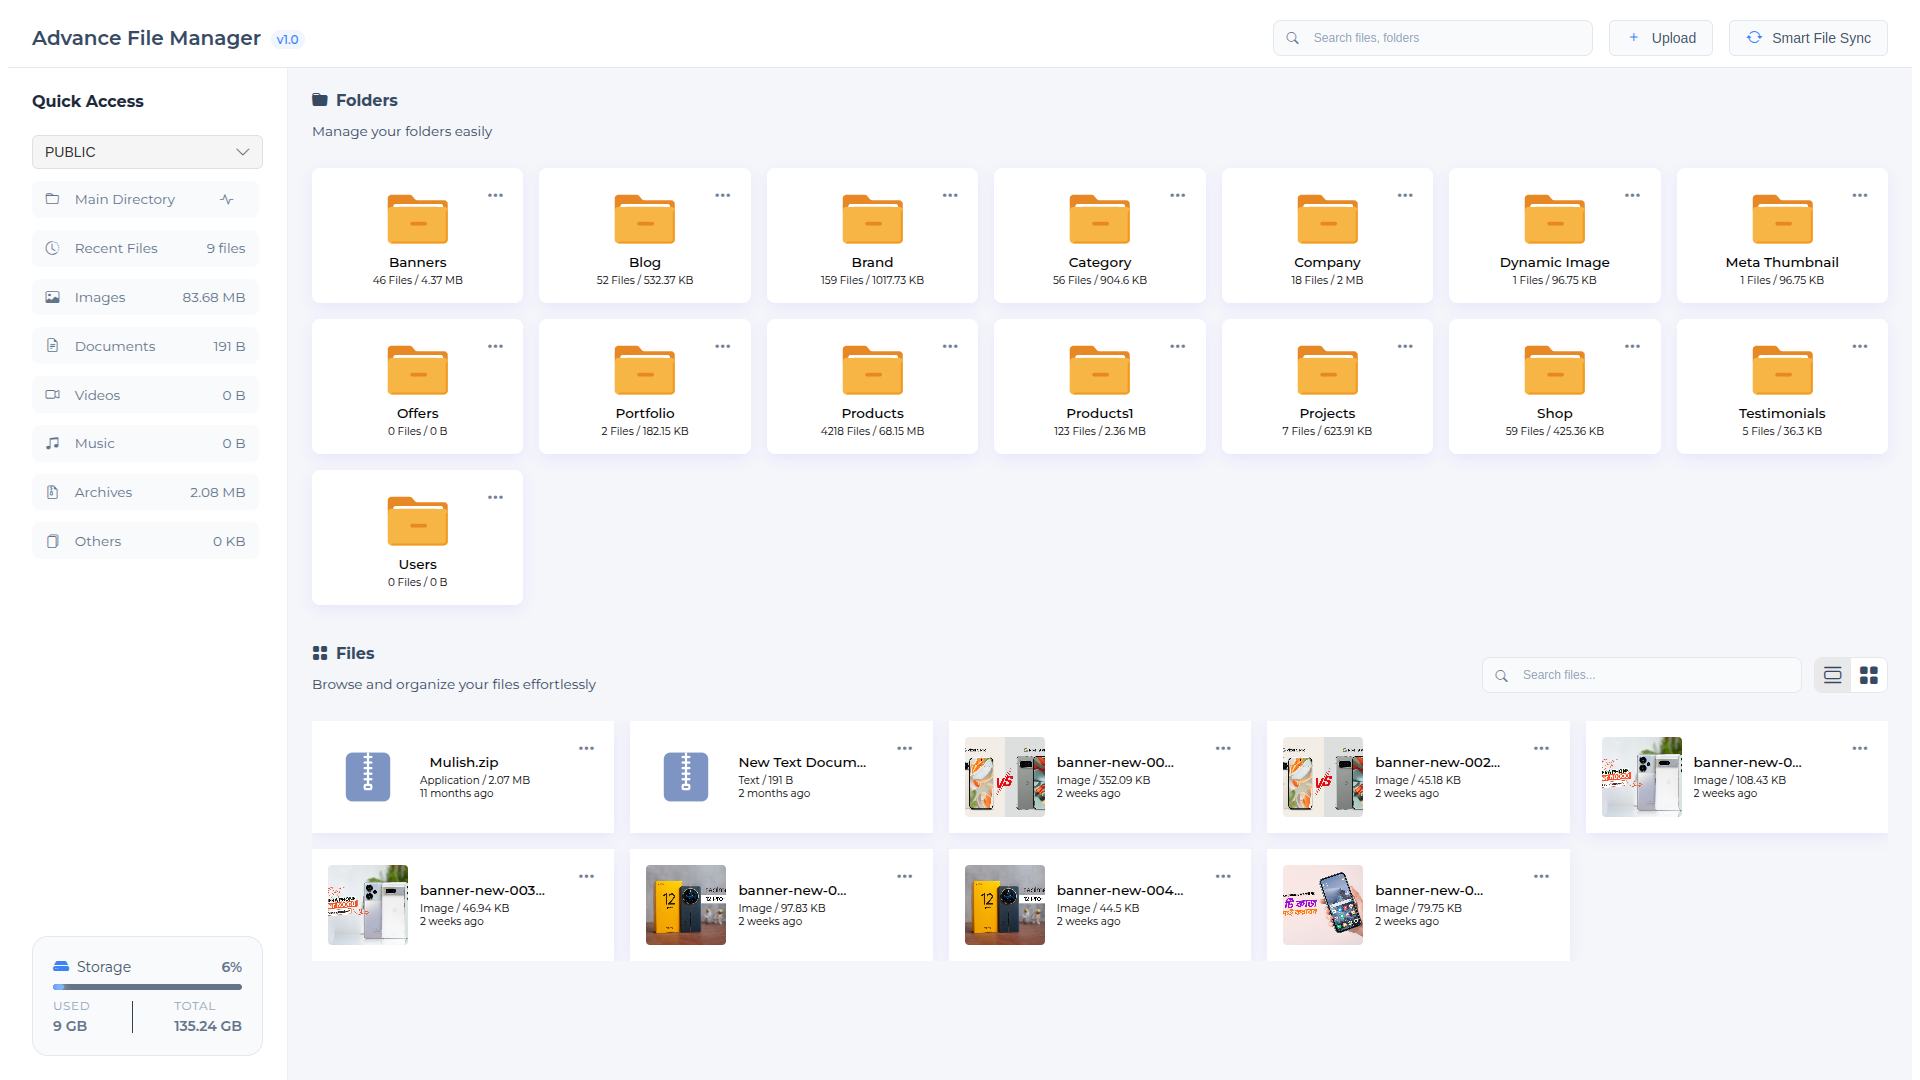 Advance File Manager v1.0
Search files, folders
Upload
Smart File Sync
Quick Access
PUBLIC
Main Directory
Recent Files 9 files
Images 83.68 MB
Documents 191 B
Videos 0 B
Music 0 B
Archives 2.08 MB
Others 0 KB
Storage 6%
USED TOTAL
9 GB 135.24 GB
Folders
Manage your folders easily
Banners
46 Files / 4.37 MB
Blog
52 Files / 532.37 KB
Brand
159 Files / 1017.73 KB
Category
56 Files / 904.6 KB
Company
18 Files / 2 MB
Dynamic Image
1 Files / 96.75 KB
Meta Thumbnail
1 Files / 96.75 KB
Offers
0 Files / 0 B
Portfolio
2 Files / 182.15 KB
Products
4218 Files / 68.15 MB
Products1
123 Files / 2.36 MB
Projects
7 Files / 623.91 KB
Shop
59 Files / 425.36 KB
Testimonials
5 Files / 36.3 KB
Users
0 Files / 0 B
Files
Browse and organize your files effortlessly
Search files...
Mulish.zip
Application / 2.07 MB
11 months ago
New Text Docum...
Text / 191 B
2 months ago
banner-new-00...
Image / 352.09 KB
2 weeks ago
banner-new-002...
Image / 45.18 KB
2 weeks ago
banner-new-0...
Image / 108.43 KB
2 weeks ago
banner-new-003...
Image / 46.94 KB
2 weeks ago
banner-new-0...
Image / 97.83 KB
2 weeks ago
banner-new-004...
Image / 44.5 KB
2 weeks ago
banner-new-0...
Image / 79.75 KB
2 weeks ago